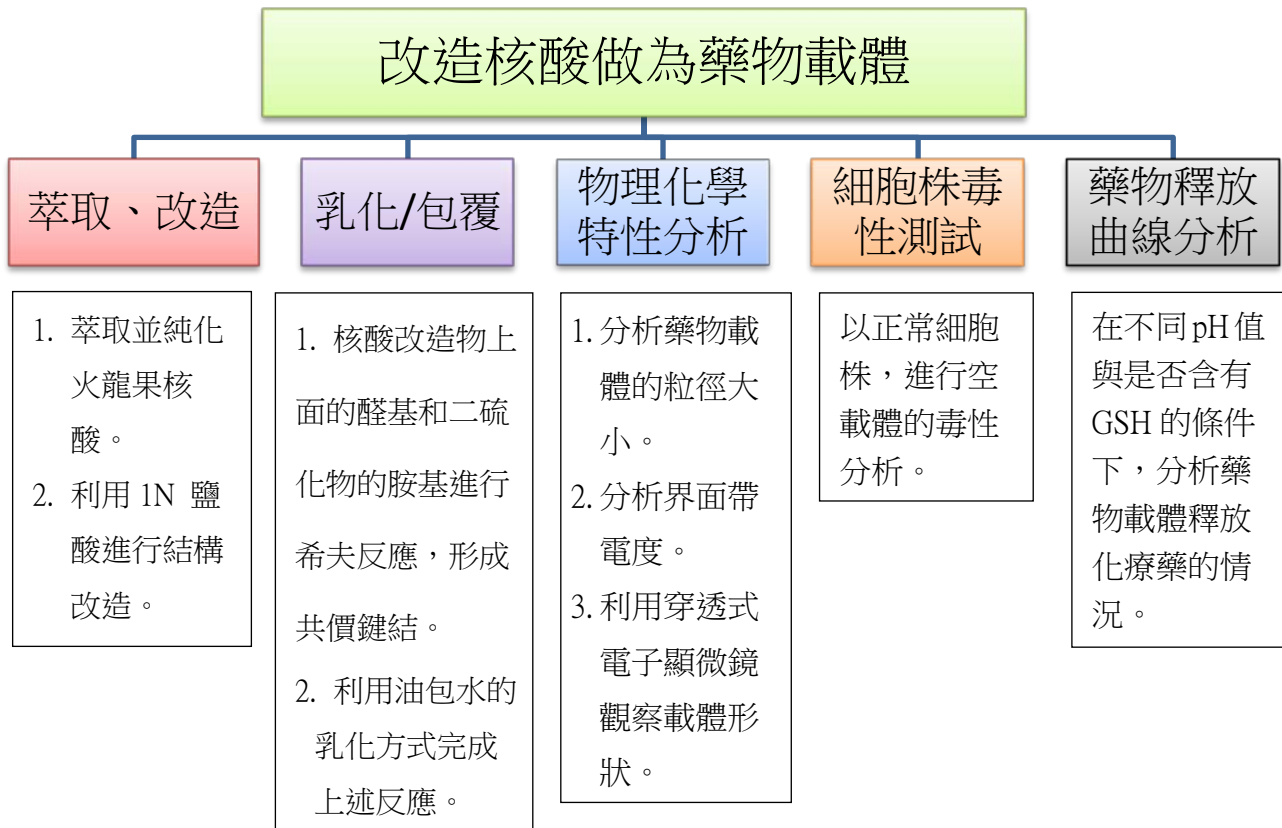 改造核酸做為藥物載體
萃取、改造
乳化/包覆
物理化學
特性分析
細胞株毒
性測試
藥物釋放
曲線分析
1. 萃取並純化
火龍果核
酸。
2. 利用 1N 鹽
酸進行結構
改造。
1. 核酸改造物上
面的醛基和二硫
化物的胺基進行
希夫反應，形成
共價鍵結。
2. 利用油包水的
乳化方式完成
上述反應。
1. 分析藥物載
體的粒徑大
小。
2. 分析界面帶
電度。
3. 利用穿透式
電子顯微鏡
觀察載體形
狀。
以正常細胞
株，進行空
載體的毒性
分析。
在不同 pH 值
與是否含有
GSH 的條件
下，分析藥
物載體釋放
化療藥的情
況。